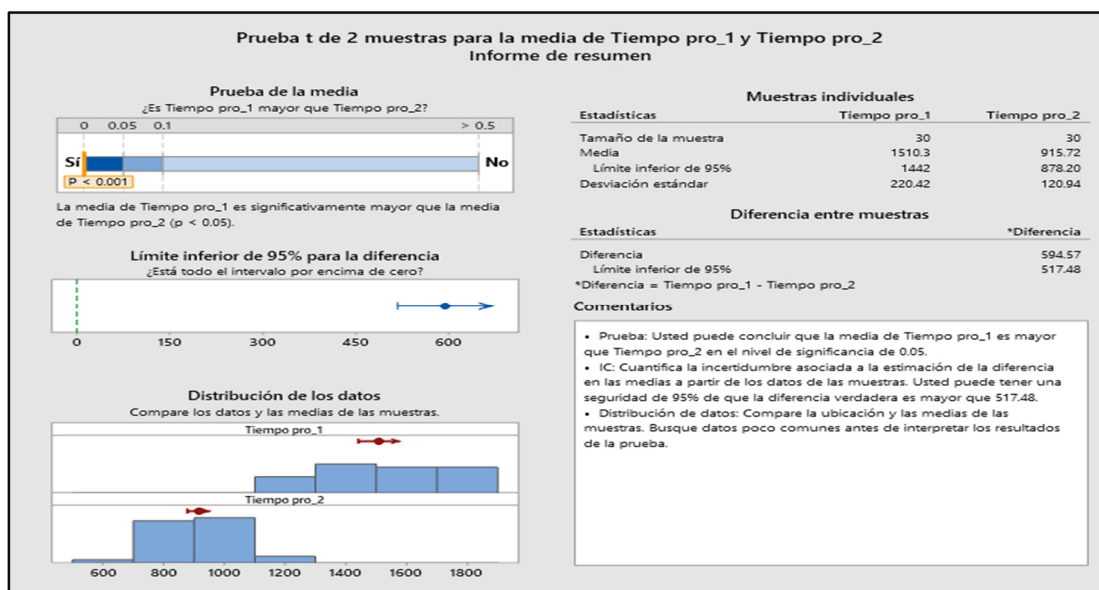 Prueba t de 2 muestras para la media de Tiempo pro_1 y Tiempo pro_2
Informe de resumen
Prueba de la media
¿Es Tiempo pro_1 mayor que Tiempo pro_2?
0 0.05 0.1 > 0.5
Sí No
P < 0.001
La media de Tiempo pro_1 es significativamente mayor que la media
de Tiempo pro_2 (p < 0.05).
Límite inferior de 95% para la diferencia
¿Está todo el intervalo por encima de cero?
0 150 300 450 600
Distribución de los datos
Compare los datos y las medias de las muestras.
Tiempo pro_1
Tiempo pro_2
600 800 1000 1200 1400 1600 1800
Muestras individuales
Estadísticas Tiempo pro_1 Tiempo pro_2
Tamaño de la muestra 30 30
Media 1510.3 915.72
Límite inferior de 95% 1442 878.20
Desviación estándar 220.42 120.94
Diferencia entre muestras
Estadísticas *Diferencia
Diferencia 594.57
Límite inferior de 95% 517.48
*Diferencia = Tiempo pro_1 - Tiempo pro_2
Comentarios
• Prueba: Usted puede concluir que la media de Tiempo pro_1 es mayor
que Tiempo pro_2 en el nivel de significancia de 0.05.
• IC: Cuantifica la incertidumbre asociada a la estimación de la diferencia
en las medias a partir de los datos de las muestras. Usted puede tener una
seguridad de 95% de que la diferencia verdadera es mayor que 517.48.
• Distribución de datos: Compare la ubicación y las medias de las
muestras. Busque datos poco comunes antes de interpretar los resultados
de la prueba.